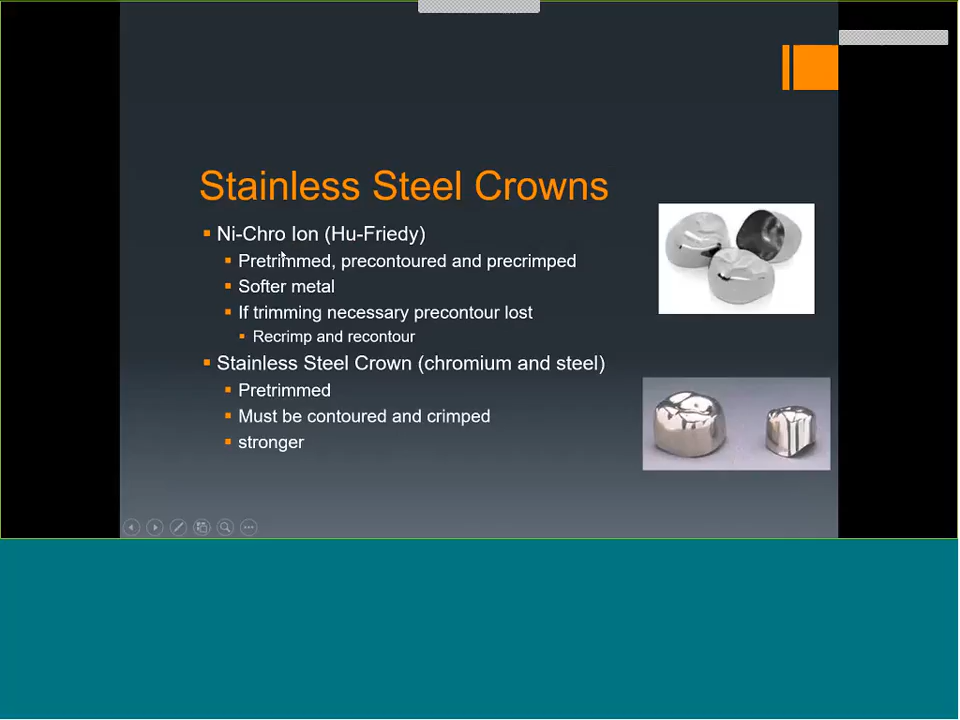 Stainless Steel Crowns
Ni-Chro Ion (Hu-Friedy)
Pretrimmed, precontoured and precrimped
Softer metal
If trimming necessary precontour lost
Recrimp and recontour
Stainless Steel Crown (chromium and steel)
Pretrimmed
Must be contoured and crimped
stronger